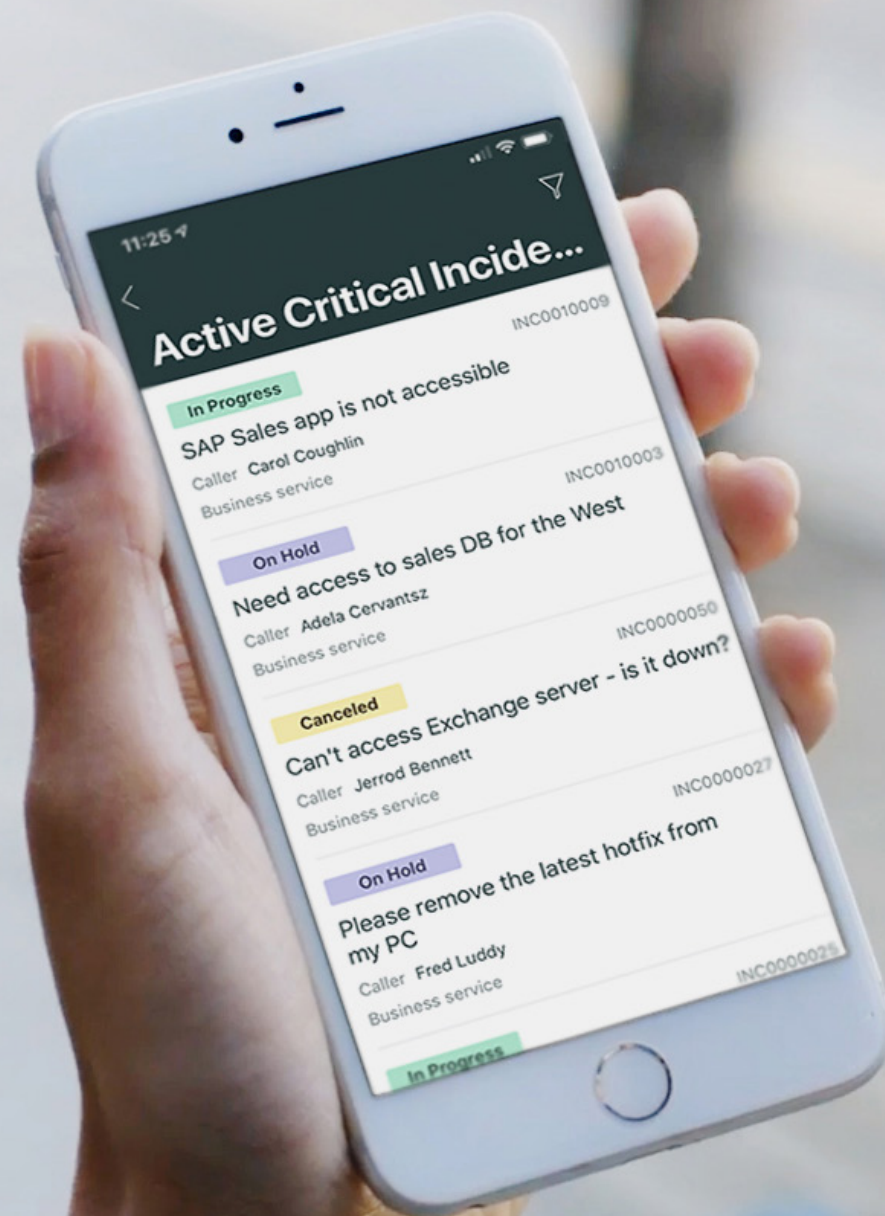 11:25
Active Critical Incide...
INC0010009
In Progress
SAP Sales app is not accessible
Caller Carol Coughlin
Business service
INC0010003
On Hold
Need access to sales DB for the West
Caller Adela Cervantsz
Business service
INC0000050
Canceled
Can't access Exchange server - is it down?
Caller Jerrod Bennett
Business service
INC0000027
On Hold
Please remove the latest hotfix from
my PC
Caller Fred Luddy
Business service
INC0000025
In Progress